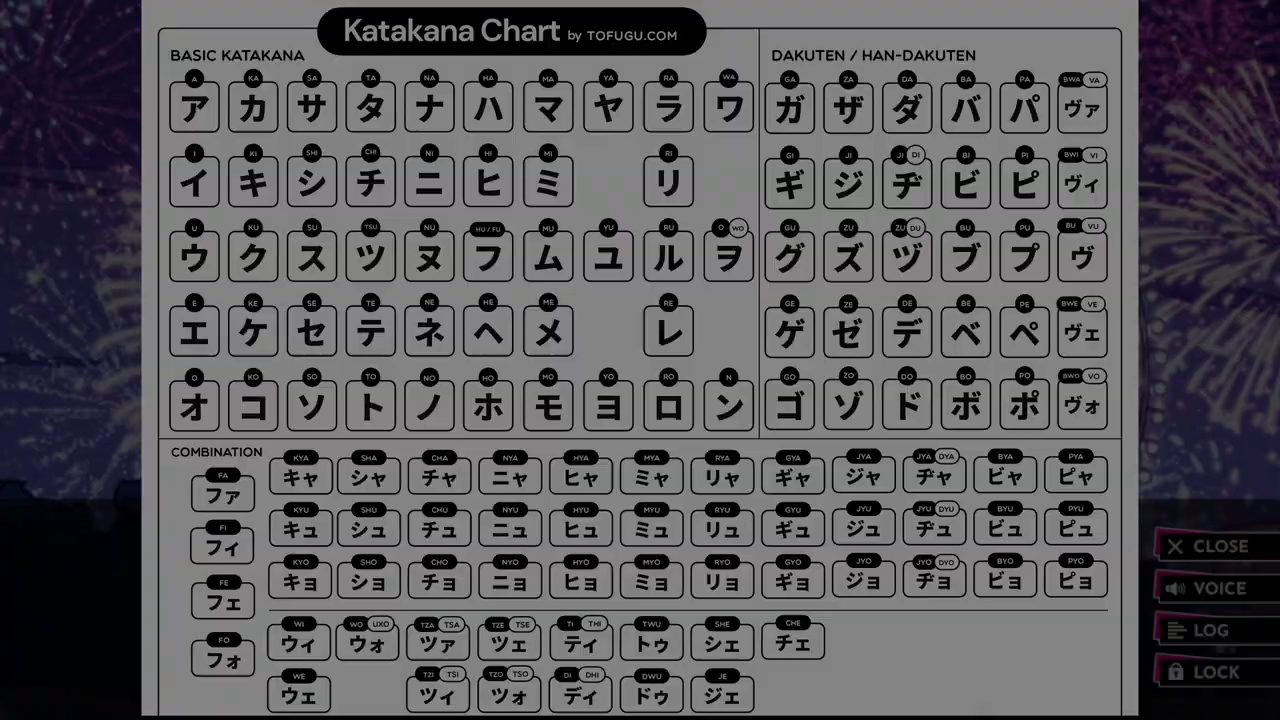 Katakana Chart by TOFUGU.COM
BASIC KATAKANA
DAKUTEN / HAN-DAKUTEN
A KA SA TA NA HA MA YA RA WA GA ZA DA BA PA BWA VA
ア カ サ タ ナ ハ マ ヤ ラ ワ ガ ザ ダ バ パ ヴァ
I KI SHI CHI NI HI MI RI GI JI JI DI BI PI BWI VI
イ キ シ チ ニ ヒ ミ リ ギ ジ ヂ ビ ピ ヴィ
U KU SU TSU NU HU / FU MU YU RU O WO GU ZU ZU DU BU PU BU VU
ウ ク ス ツ ヌ フ ム ユ ル ヲ グ ズ ヅ ブ プ ヴ
E KE SE TE NE HE ME RE GE ZE DE BE PE BWE VE
エ ケ セ テ ネ ヘ メ レ ゲ ゼ デ ベ ペ ヴェ
O KO SO TO NO HO MO YO RO N GO ZO DO BO PO BWO VO
オ コ ソ ト ノ ホ モ ヨ ロ ン ゴ ゾ ド ボ ポ ヴォ
COMBINATION
FA KYA SHA CHA NYA HYA MYA RYA GYA JYA JYA DYA BYA PYA
ファ キャ シャ チャ ニャ ヒャ ミャ リャ ギャ ジャ ヂャ ビャ ピャ
FI KYU SHU CHU NYU HYU MYU RYU GYU JYU JYU DYU BYU PYU
フィ キュ シュ チュ ニュ ヒュ ミュ リュ ギュ ジュ ヂュ ビュ ピュ
FE KYO SHO CHO NYO HYO MYO RYO GYO JYO JYO DYO BYO PYO
フェ キョ ショ チョ ニョ ヒョ ミョ リョ ギョ ジョ ヂョ ビョ ピョ
FO WI WO UXO TZA TSA TZE TSE TI THI TWU SHE CHE
フォ ウィ ウォ ツァ ツェ ティ トゥ シェ チェ
WE TZI TSI TZO TSO DI DHI DWU JE
ウェ ツィ ツォ ディ ドゥ ジェ
CLOSE
VOICE
LOG
LOCK